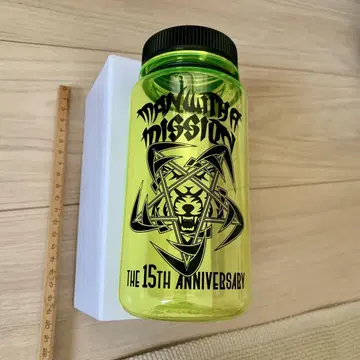 MAN WITH A
MISSION
THE 15TH ANNIVERSARY